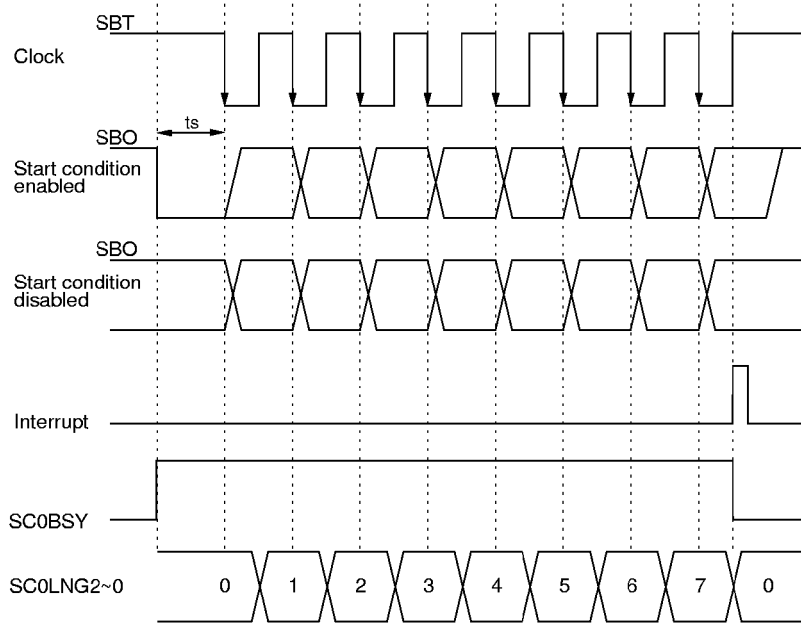 SBT
Clock
ts
SBO
Start condition
enabled
SBO
Start condition
disabled
Interrupt
SC0BSY
SC0LNG2~0 0 1 2 3 4 5 6 7 0